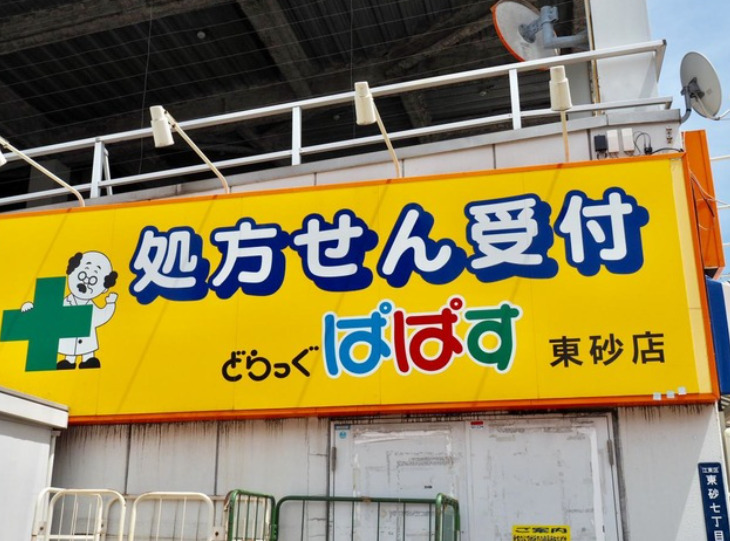 処方せん受付
どらっぐ ぱぱす 東砂店
江東区
東砂七丁目
ご案内